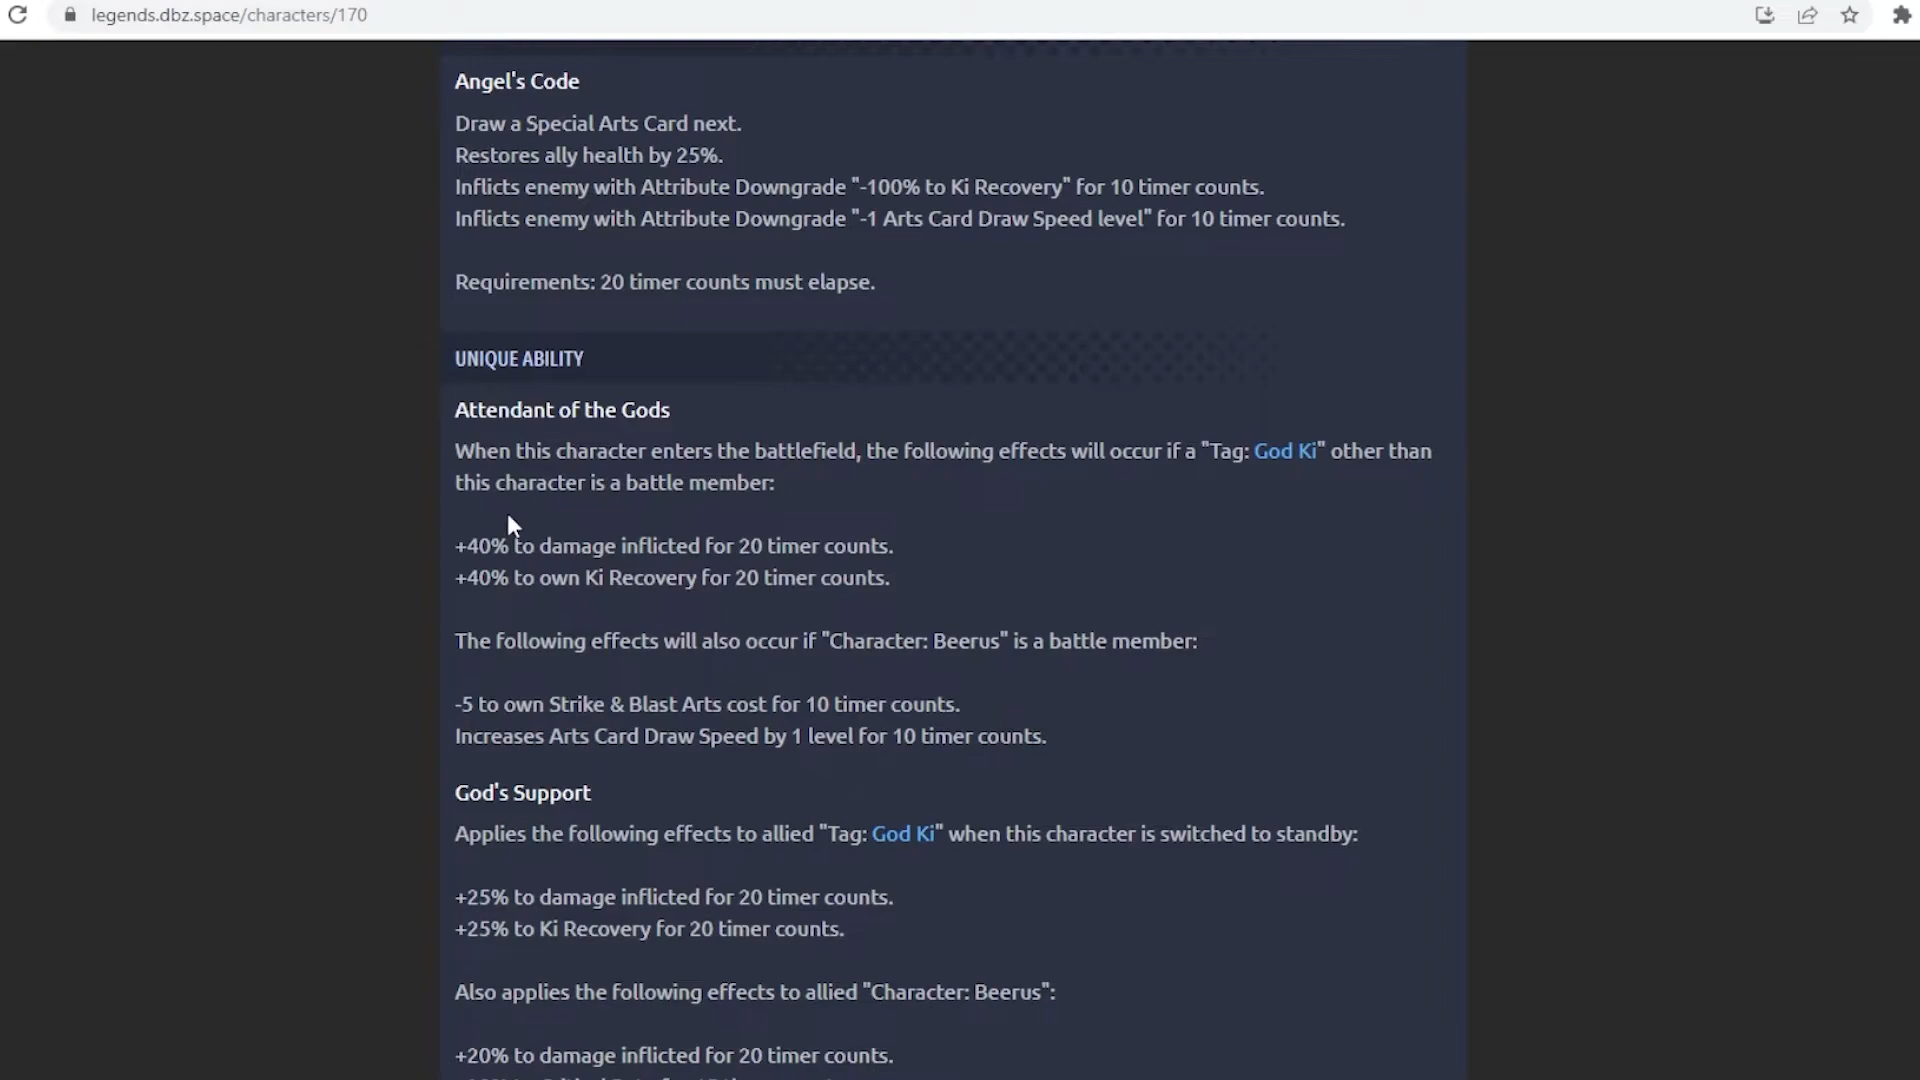 legends.dbz.space/characters/170
Angel's Code
Draw a Special Arts Card next.
Restores ally health by 25%.
Inflicts enemy with Attribute Downgrade "-100% to Ki Recovery" for 10 timer counts.
Inflicts enemy with Attribute Downgrade "-1 Arts Card Draw Speed level" for 10 timer counts.
Requirements: 20 timer counts must elapse.
UNIQUE ABILITY
Attendant of the Gods
When this character enters the battlefield, the following effects will occur if a "Tag: God Ki" other than
this character is a battle member:
+40% to damage inflicted for 20 timer counts.
+40% to own Ki Recovery for 20 timer counts.
The following effects will also occur if "Character: Beerus" is a battle member:
-5 to own Strike & Blast Arts cost for 10 timer counts.
Increases Arts Card Draw Speed by 1 level for 10 timer counts.
God's Support
Applies the following effects to allied "Tag: God Ki" when this character is switched to standby:
+25% to damage inflicted for 20 timer counts.
+25% to Ki Recovery for 20 timer counts.
Also applies the following effects to allied "Character: Beerus":
+20% to damage inflicted for 20 timer counts.